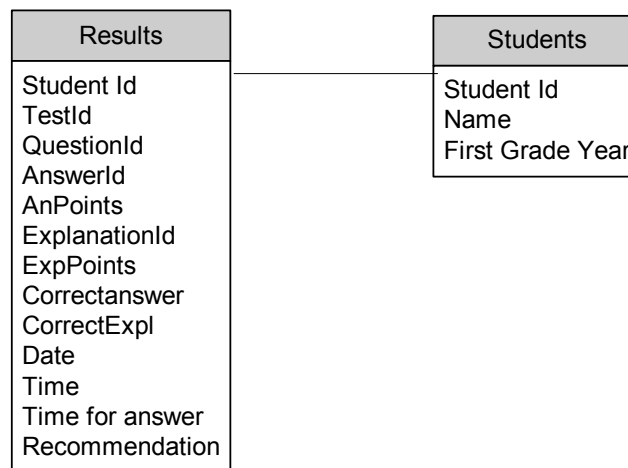 Results
Student Id
TestId
QuestionId
AnswerId
AnPoints
ExplanationId
ExpPoints
Correctanswer
CorrectExpl
Date
Time
Time for answer
Recommendation
Students
Student Id
Name
First Grade Year